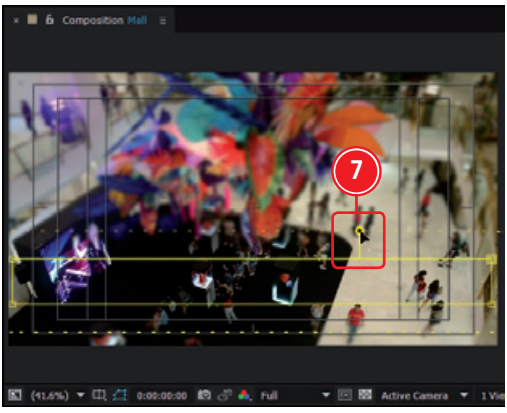 × Composition Mall ≡
7
(41.6%) 0:00:00:00 Full Active Camera 1 Vie